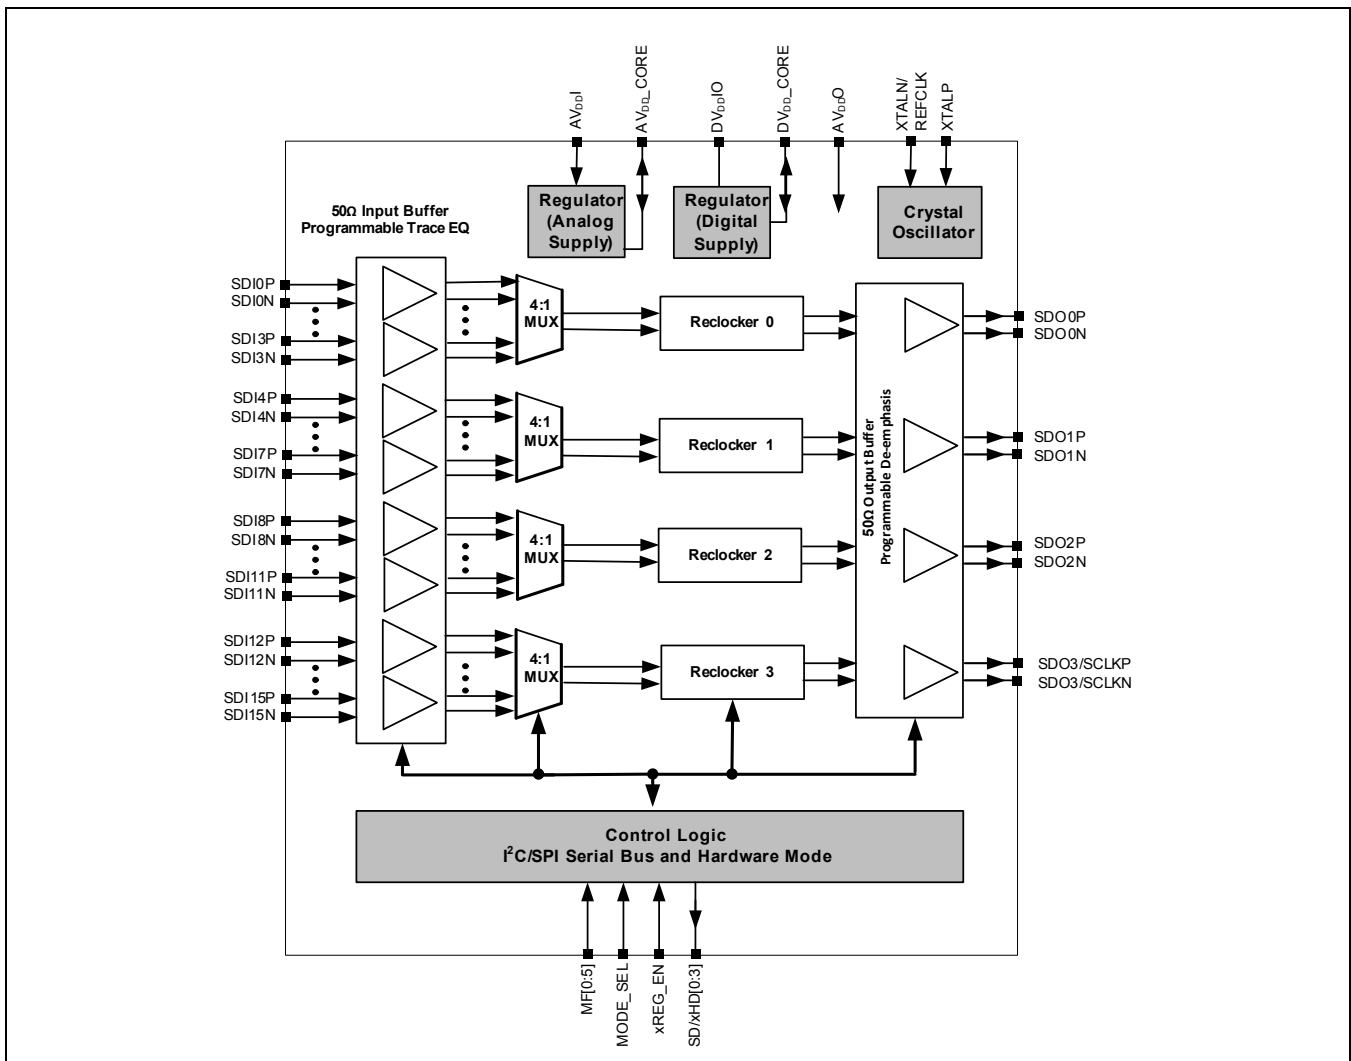 AVDDI
AVDD_CORE
DVDDIO
DVDD_CORE
AVDDO
XTALN/
REFCLK
XTALP
50Ω Input Buffer
Programmable Trace EQ
Regulator
(Analog
Supply)
Regulator
(Digital
Supply)
Crystal
Oscillator
SDI0P
SDI0N
SDI3P
SDI3N
4:1
MUX
Reclocker 0
SDO0P
SDO0N
SDI4P
SDI4N
SDI7P
SDI7N
4:1
MUX
Reclocker 1
50Ω Output Buffer
Programmable De-emphasis
SDO1P
SDO1N
SDI8P
SDI8N
SDI11P
SDI11N
4:1
MUX
Reclocker 2
SDO2P
SDO2N
SDI12P
SDI12N
SDI15P
SDI15N
4:1
MUX
Reclocker 3
SDO3/SCLKP
SDO3/SCLKN
Control Logic
I²C/SPI Serial Bus and Hardware Mode
MF[0:5]
MODE_SEL
xREG_EN
SD/xHD[0:3]